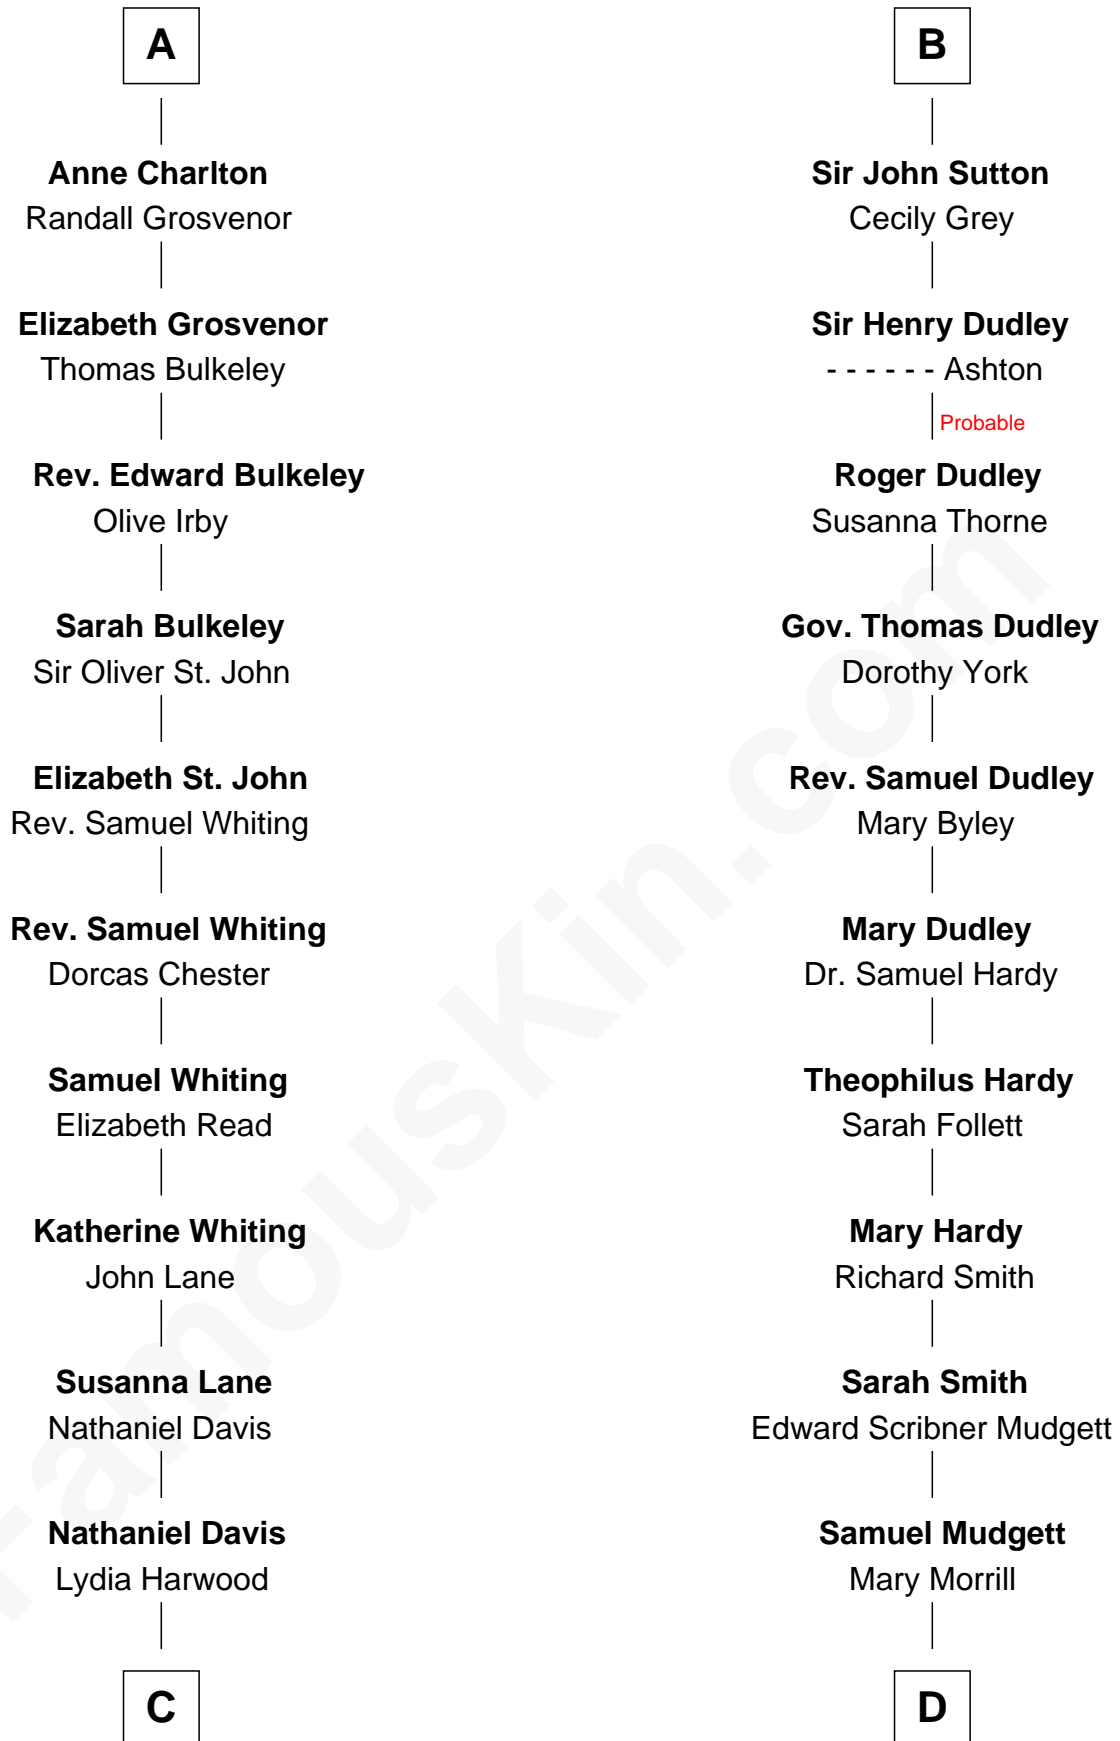 A
Anne Charlton
Randall Grosvenor
Elizabeth Grosvenor
Thomas Bulkeley
Rev. Edward Bulkeley
Olive Irby
Sarah Bulkeley
Sir Oliver St. John
Elizabeth St. John
Rev. Samuel Whiting
Rev. Samuel Whiting
Dorcas Chester
Samuel Whiting
Elizabeth Read
Katherine Whiting
John Lane
Susanna Lane
Nathaniel Davis
Nathaniel Davis
Lydia Harwood
C
B
Sir John Sutton
Cecily Grey
Sir Henry Dudley
- - - - - - Ashton
Probable
Roger Dudley
Susanna Thorne
Gov. Thomas Dudley
Dorothy York
Rev. Samuel Dudley
Mary Byley
Mary Dudley
Dr. Samuel Hardy
Theophilus Hardy
Sarah Follett
Mary Hardy
Richard Smith
Sarah Smith
Edward Scribner Mudgett
Samuel Mudgett
Mary Morrill
D
FamousKin.com